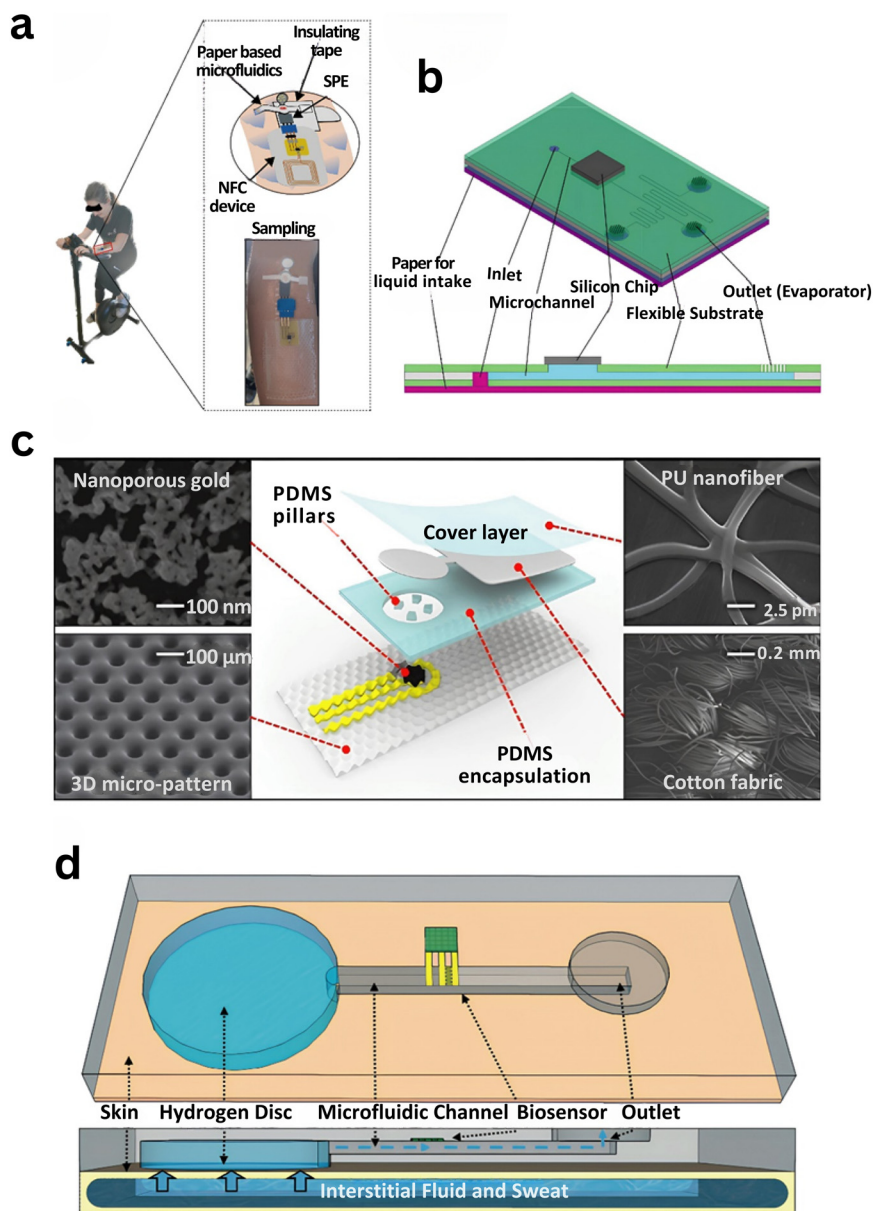 a
Paper based
microfluidics
Insulating
tape
SPE
NFC
device
Sampling
b
Paper for
liquid intake
Inlet
Microchannel
Silicon Chip
Flexible Substrate
Outlet (Evaporator)
c
Nanoporous gold
100 nm
100 µm
3D micro-pattern
PDMS
pillars
Cover layer
PDMS
encapsulation
PU nanofiber
2.5 pm
0.2 mm
Cotton fabric
d
Skin Hydrogen Disc Microfluidic Channel Biosensor Outlet
Interstitial Fluid and Sweat